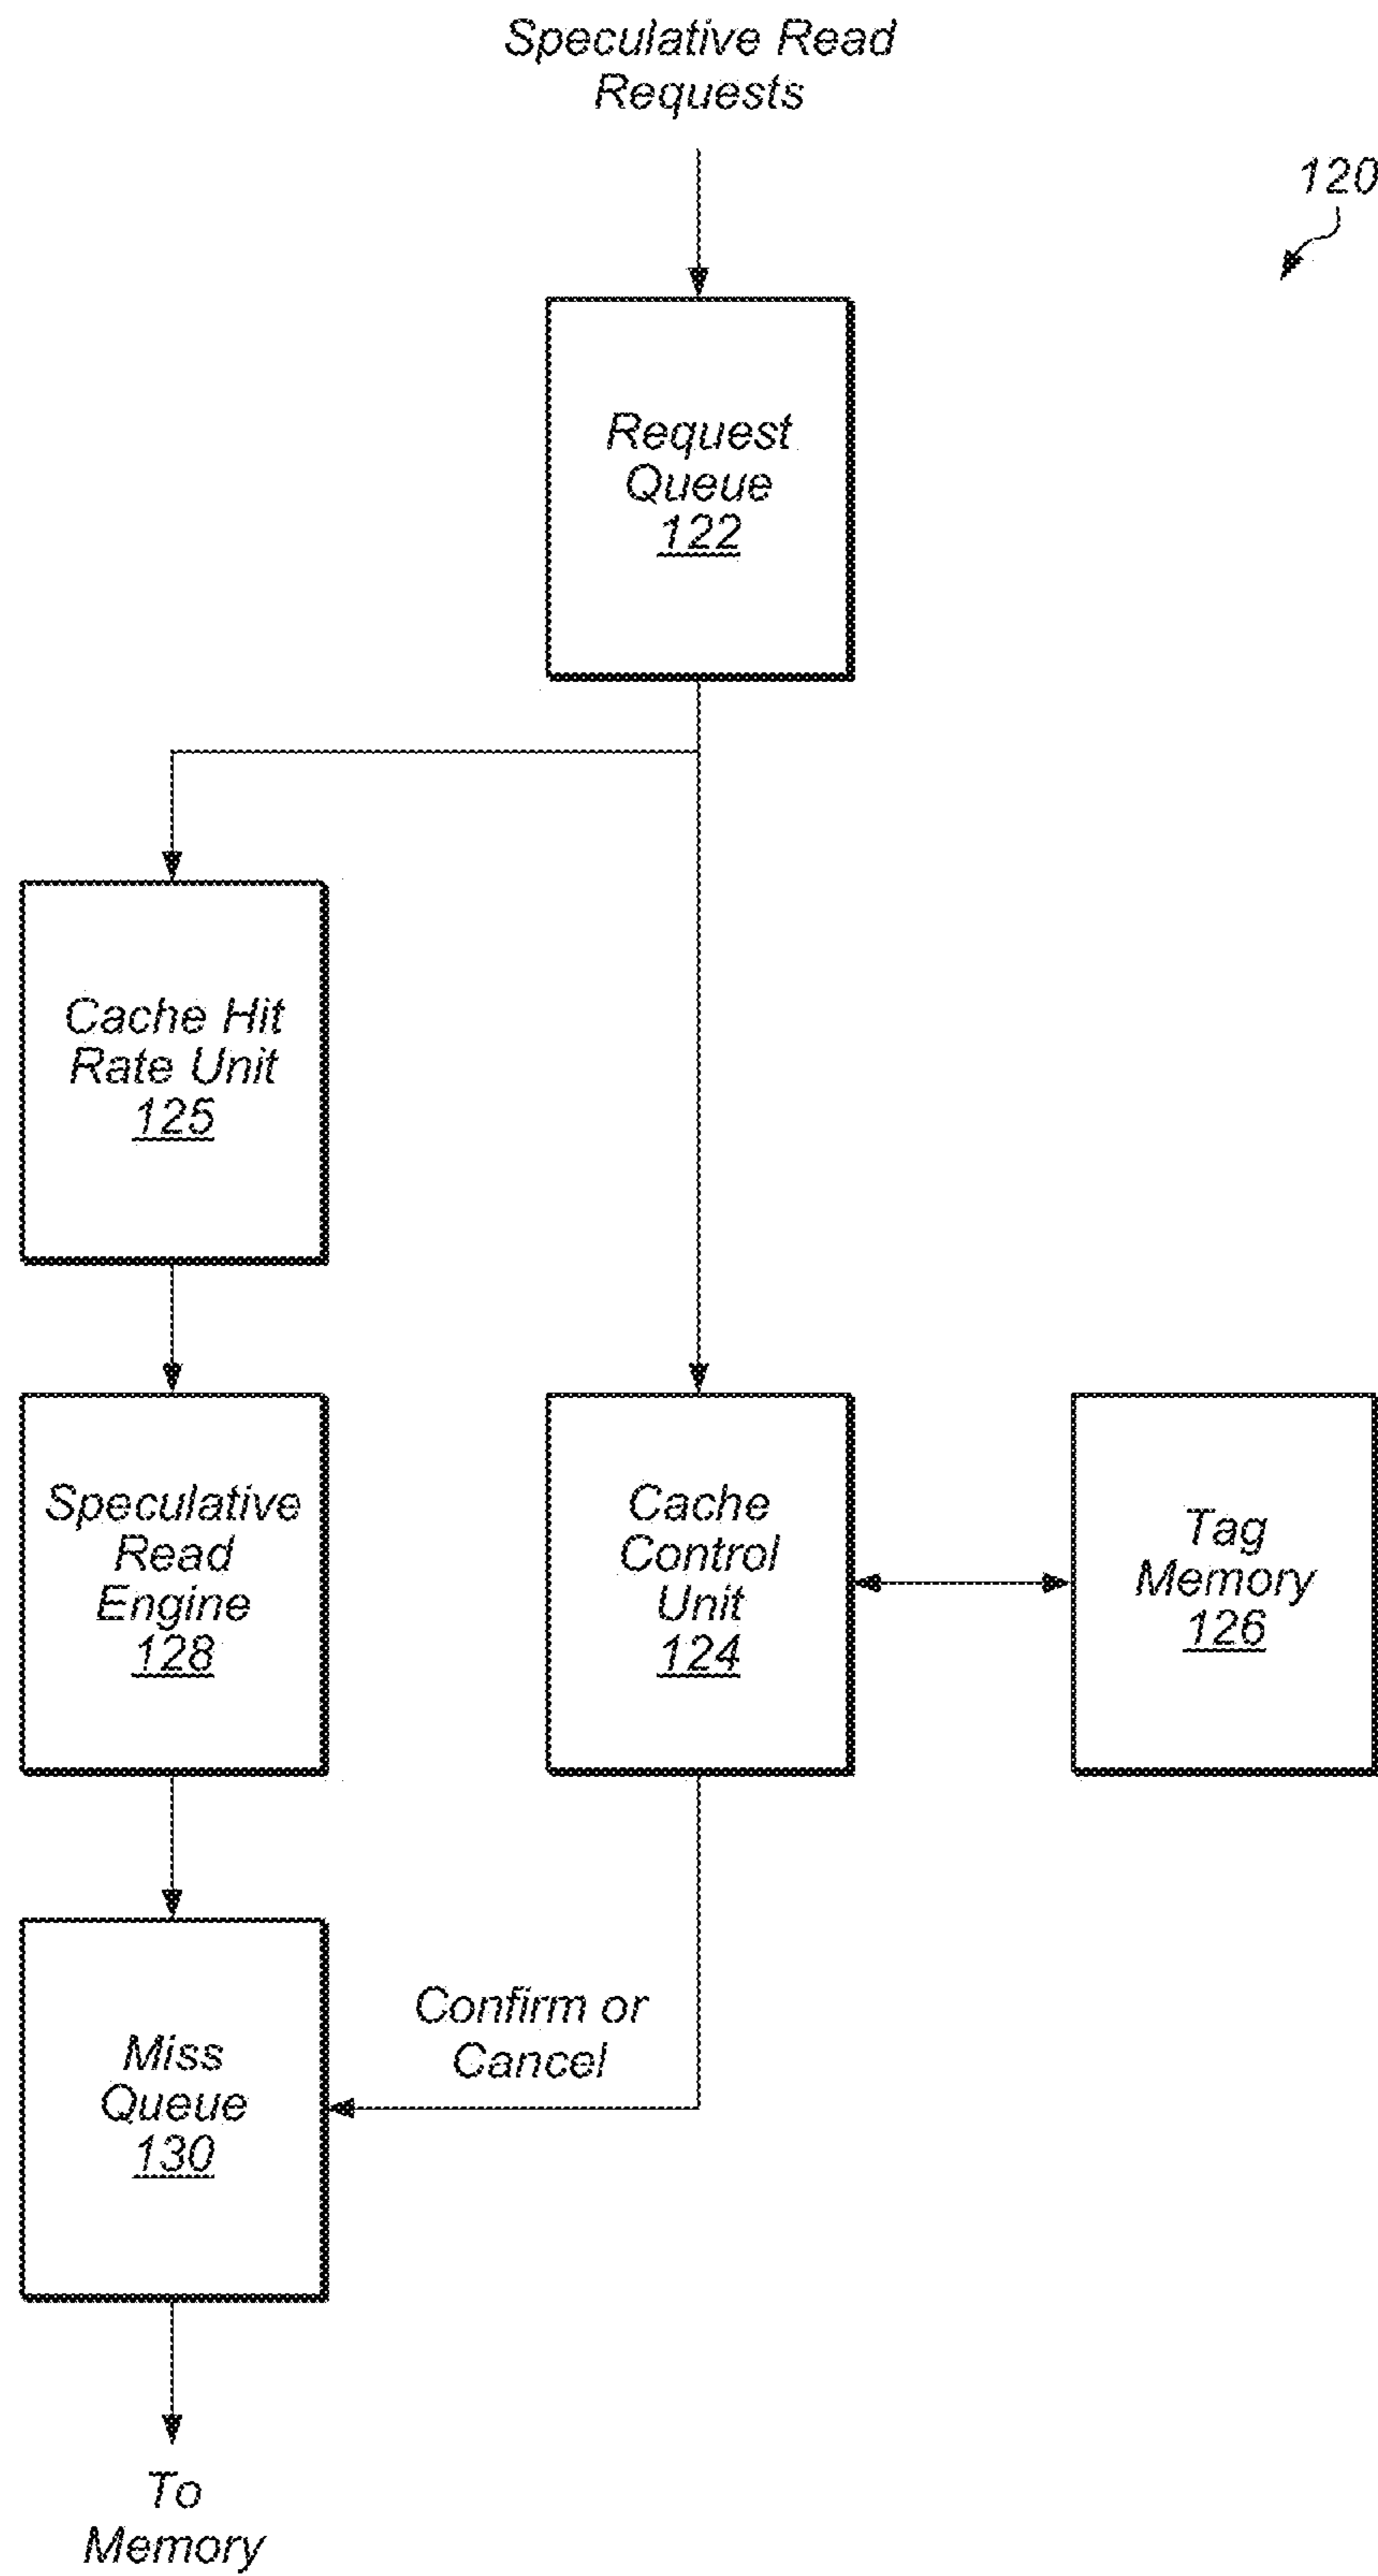 Speculative Read
Requests
120
Request
Queue
122
Cache Hit
Rate Unit
125
Speculative
Read
Engine
128
Cache
Control
Unit
124
Tag
Memory
126
Confirm or
Cancel
Miss
Queue
130
To
Memory